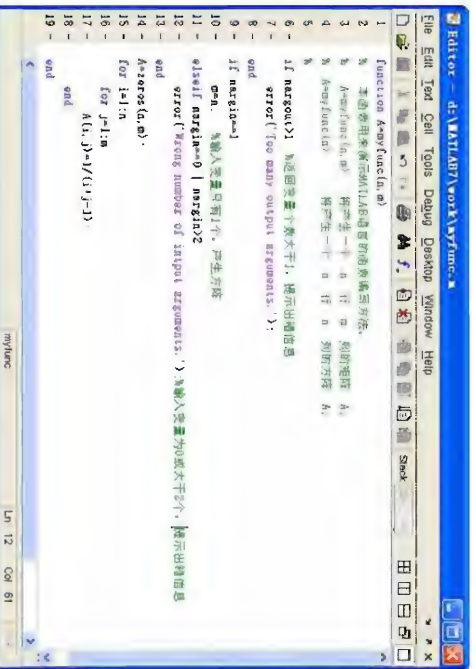 Editor - d:\MATLAB7\work\myfunc.m
File Edit Text Cell Tools Debug Desktop Window Help
Stack
1 function A=myfunc(n,m)
2 % 本函数用来演示MATLAB语言的函数编写方法。
3 % A=myfunc(n,m) 将产生一个 n 行 m 列的矩阵 A。
4 % A=myfunc(n) 将产生一个 n 行 n 列的方阵 A。
5 %
6 - if nargout>1 %返回变量个数大于1，提示出错信息
7 - error('Too many output arguments.');
8 - end
9 - if nargin==1
10 - m=n; %输入变量只有1个，产生方阵
11 - elseif nargin==0 | nargin>2
12 - error('Wrong number of intput arguments.');%输入变量为0或大于2个，提示出错信息
13 - end
14 - A=zeros(n,m);
15 - for i=1:n
16 - for j=1:m
17 - A(i,j)=1/(i+j-1);
18 - end
19 - end
myfunc
Ln 12 Col 61